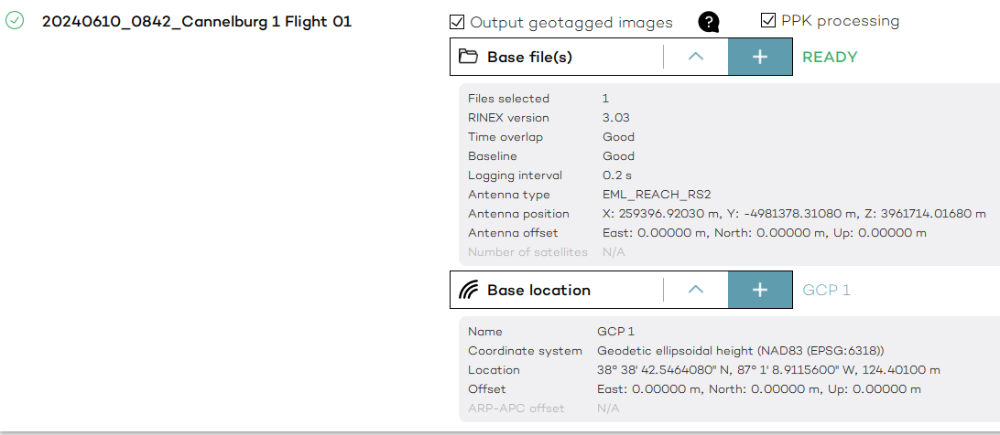 20240610_0842_Cannelburg 1 Flight 01
Output geotagged images ? PPK processing
Base file(s) + READY
Files selected 1
RINEX version 3.03
Time overlap Good
Baseline Good
Logging interval 0.2 s
Antenna type EML_REACH_RS2
Antenna position X: 259396.92030 m, Y: -4981378.31080 m, Z: 3961714.01680 m
Antenna offset East: 0.00000 m, North: 0.00000 m, Up: 0.00000 m
Number of satellites N/A
Base location + GCP 1
Name GCP 1
Coordinate system Geodetic ellipsoidal height (NAD83 (EPSG:6318))
Location 38° 38' 42.5464080" N, 87° 1' 8.9115600" W, 124.40100 m
Offset East: 0.00000 m, North: 0.00000 m, Up: 0.00000 m
ARP-APC offset N/A